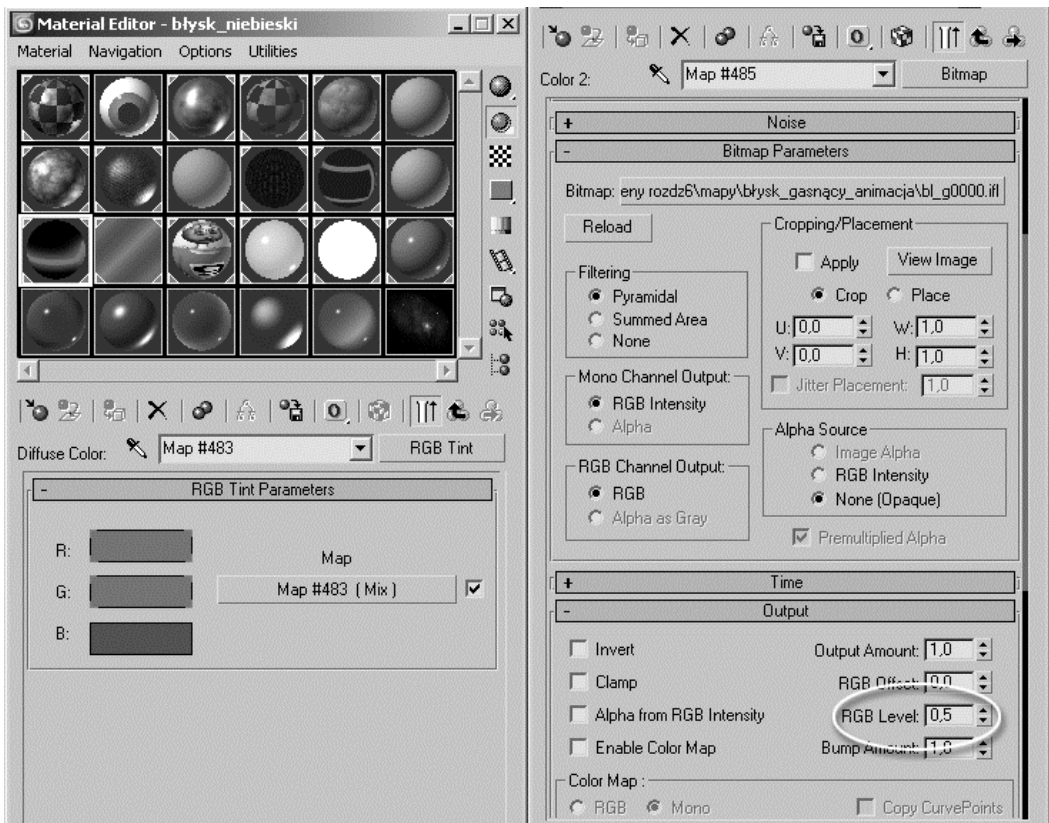 Material Editor - błysk_niebieski
Material Navigation Options Utilities
Diffuse Color: Map #483 RGB Tint
- RGB Tint Parameters
R:
Map
G: Map #483 ( Mix )
B:
Color 2: Map #485 Bitmap
+ Noise
- Bitmap Parameters
Bitmap: eny rozdz6\mapy\błysk_gasnący_animacja\bl_g0000.ifl
Reload
Cropping/Placement
Apply View Image
Crop Place
U: 0,0 W: 1,0
V: 0,0 H: 1,0
Jitter Placement: 1,0
Filtering
Pyramidal
Summed Area
None
Mono Channel Output:
RGB Intensity
Alpha
RGB Channel Output:
RGB
Alpha as Gray
Alpha Source
Image Alpha
RGB Intensity
None (Opaque)
Premultiplied Alpha
+ Time
- Output
Invert Output Amount: 1,0
Clamp RGB Offset: 0,0
Alpha from RGB Intensity RGB Level: 0,5
Enable Color Map Bump Amount: 1,0
Color Map :
RGB Mono Copy CurvePoints